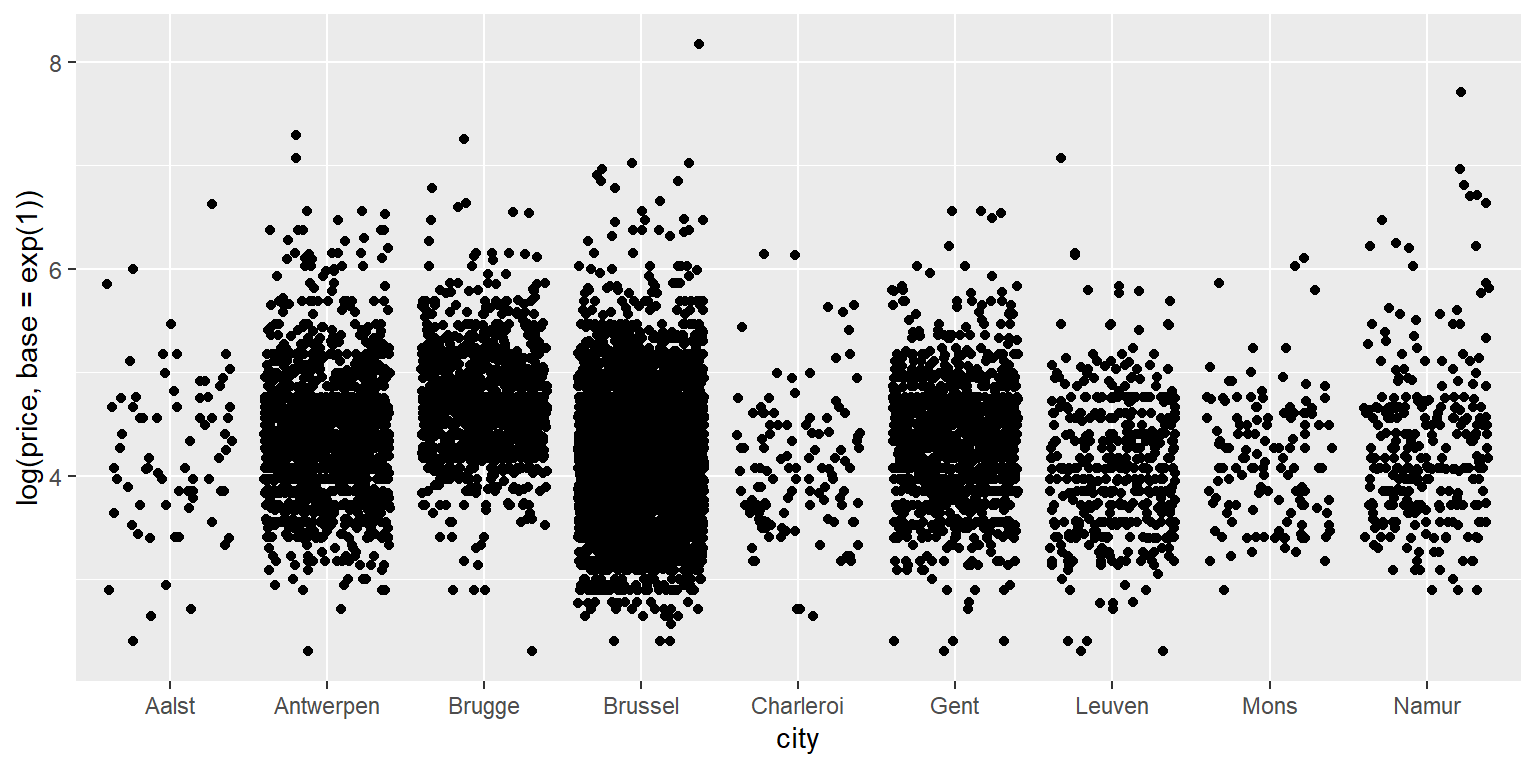 log(price, base = exp(1))
8
6
4
Aalst Antwerpen Brugge Brussel Charleroi Gent Leuven Mons Namur
city